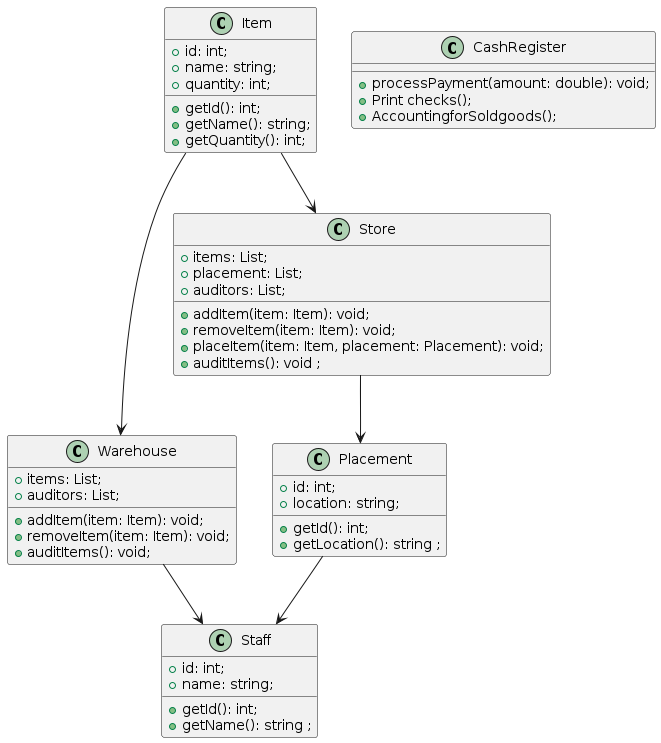 C Item
id: int;
name: string;
quantity: int;
getId(): int;
getName(): string;
getQuantity(): int;
C CashRegister
processPayment(amount: double): void;
Print checks();
AccountingforSoldgoods();
C Store
items: List;
placement: List;
auditors: List;
addItem(item: Item): void;
removeItem(item: Item): void;
placeItem(item: Item, placement: Placement): void;
auditItems(): void ;
C Warehouse
items: List;
auditors: List;
addItem(item: Item): void;
removeItem(item: Item): void;
auditItems(): void;
C Placement
id: int;
location: string;
getId(): int;
getLocation(): string ;
C Staff
id: int;
name: string;
getId(): int;
getName(): string ;